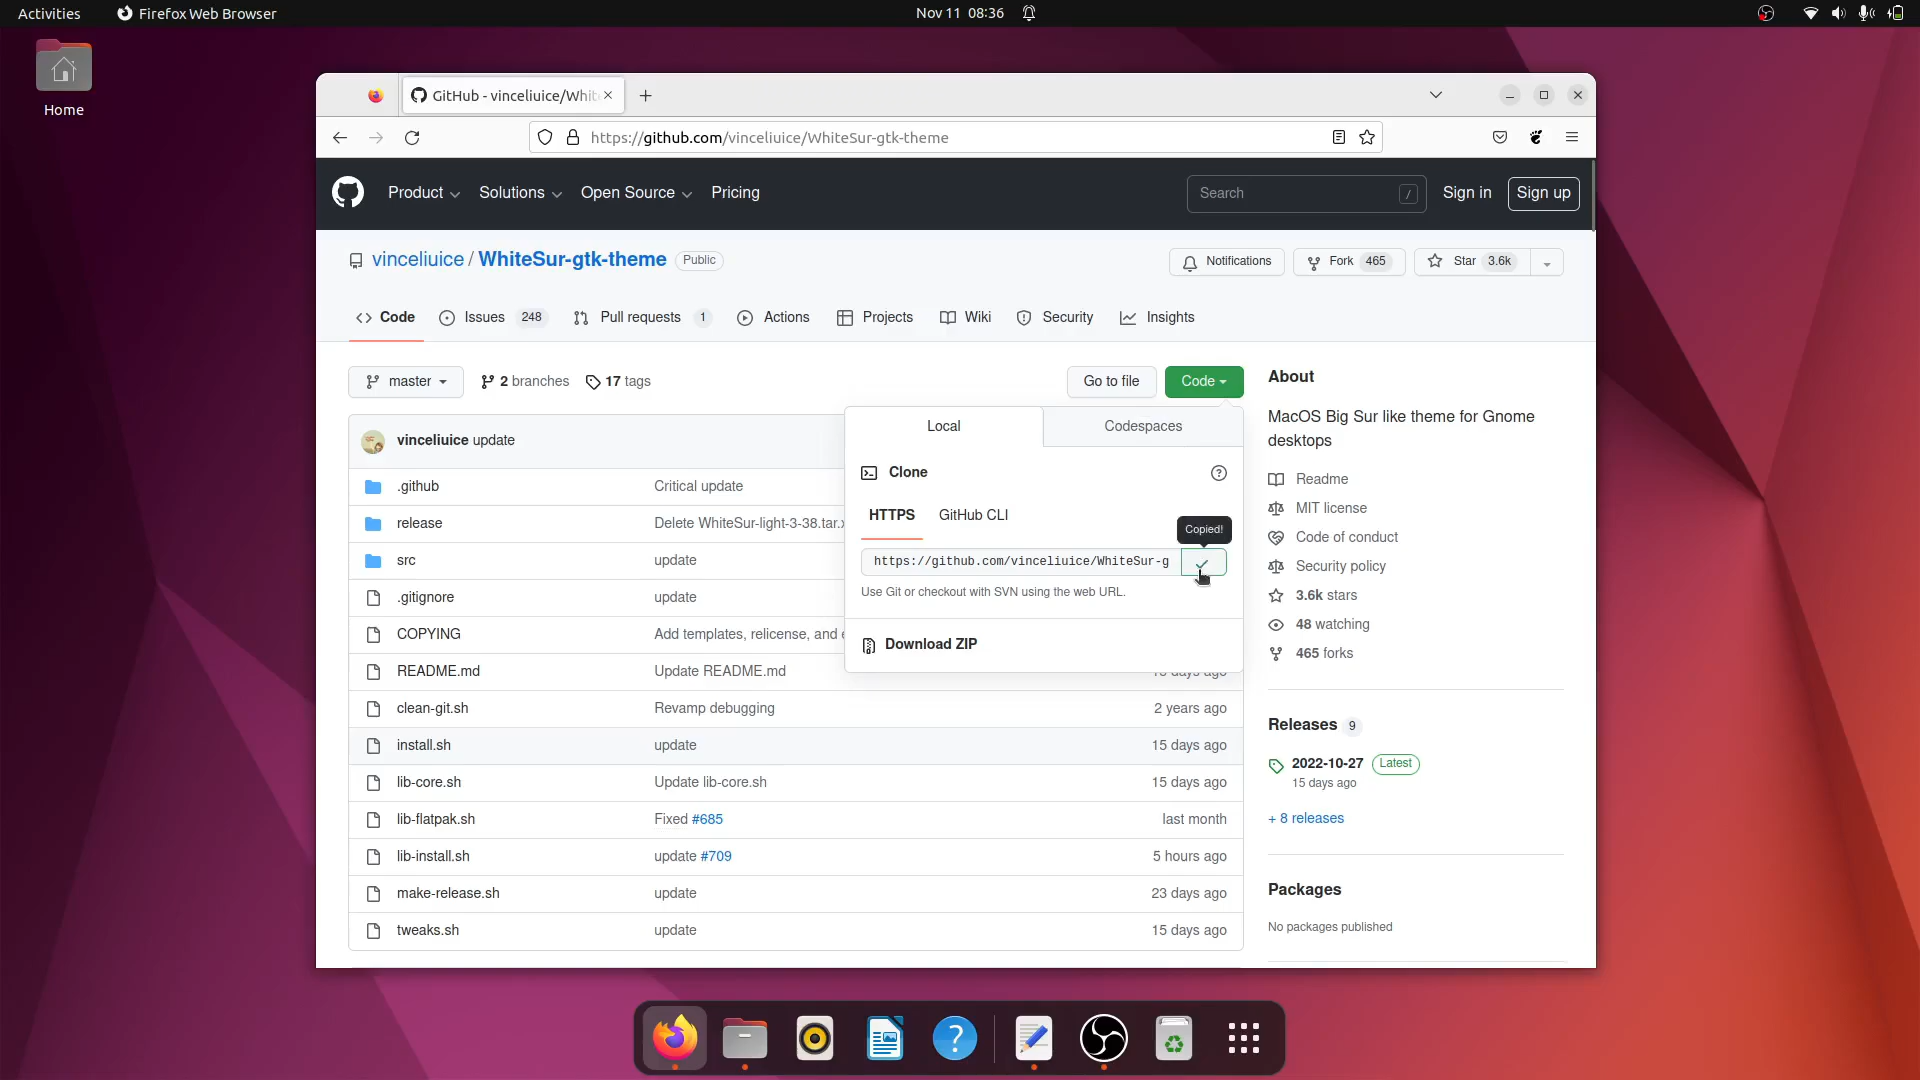 Activities
Firefox Web Browser
Nov 11 08:36
Home
GitHub - vinceliuice/Whit
https://github.com/vinceliuice/WhiteSur-gtk-theme
Product
Solutions
Open Source
Pricing
Search
/
Sign in
Sign up
vinceliuice / WhiteSur-gtk-theme
Public
Notifications
Fork 465
Star 3.6k
Code
Issues 248
Pull requests 1
Actions
Projects
Wiki
Security
Insights
master
2 branches
17 tags
Go to file
Code
vinceliuice update
.github
Critical update
release
Delete WhiteSur-light-3-38.tar.x
src
update
.gitignore
update
COPYING
Add templates, relicense, and e
README.md
Update README.md
15 days ago
clean-git.sh
Revamp debugging
2 years ago
install.sh
update
15 days ago
lib-core.sh
Update lib-core.sh
15 days ago
lib-flatpak.sh
Fixed #685
last month
lib-install.sh
update #709
5 hours ago
make-release.sh
update
23 days ago
tweaks.sh
update
15 days ago
Local
Codespaces
Clone
HTTPS
GitHub CLI
Copied!
https://github.com/vinceliuice/WhiteSur-g
Use Git or checkout with SVN using the web URL.
Download ZIP
About
MacOS Big Sur like theme for Gnome
desktops
Readme
MIT license
Code of conduct
Security policy
3.6k stars
48 watching
465 forks
Releases 9
2022-10-27
Latest
15 days ago
+ 8 releases
Packages
No packages published